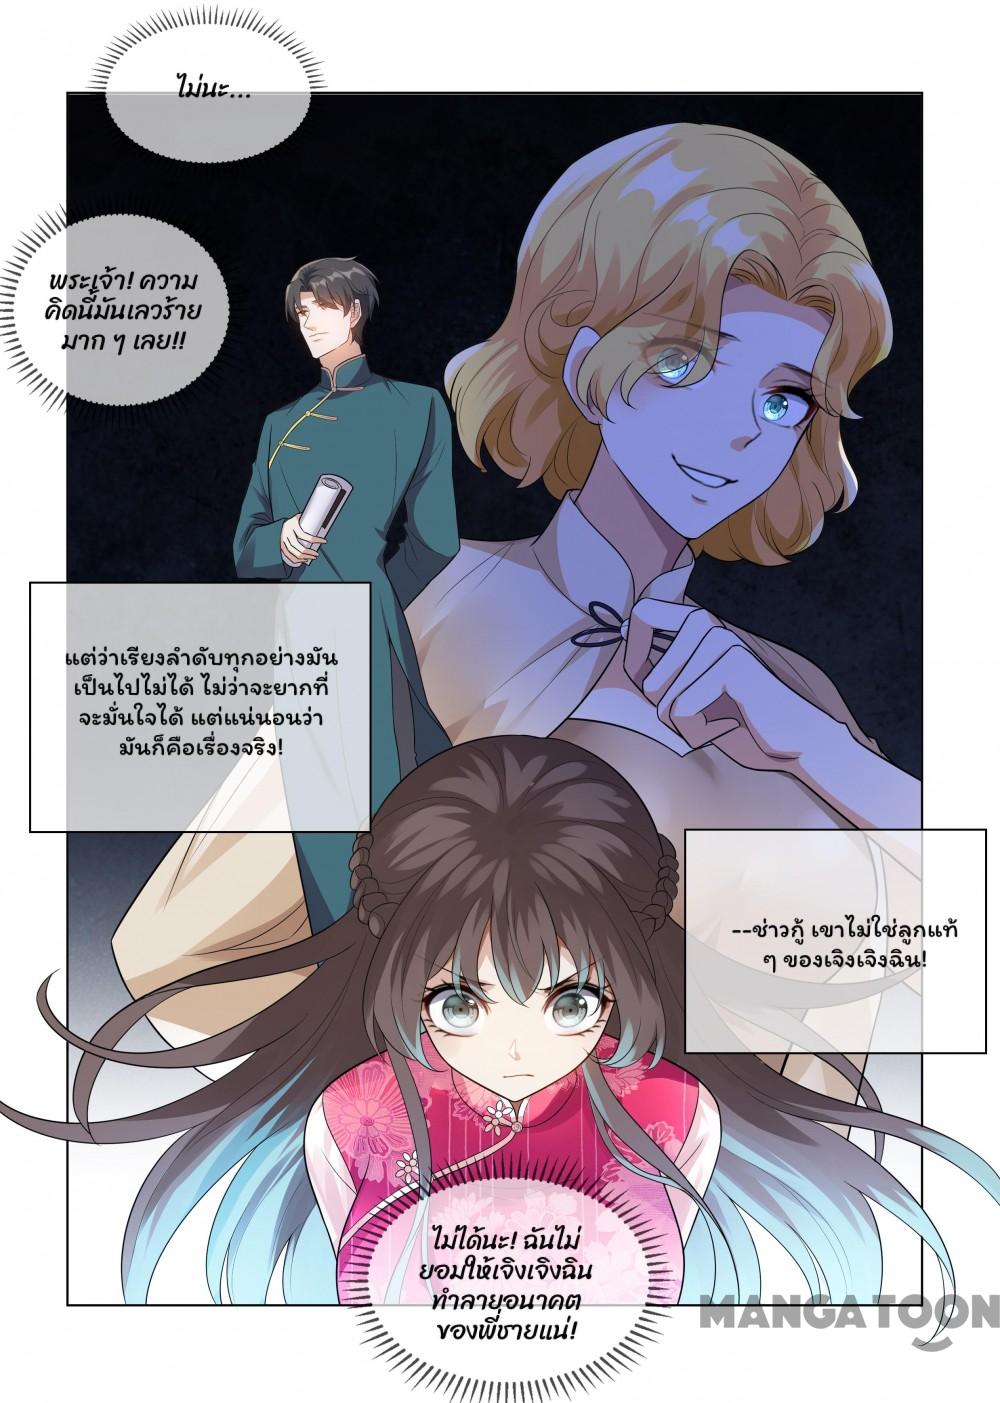 ไม่นะ...
พระเจ้า! ความ
คิดนี้มันเลวร้าย
มาก ๆ เลย!!
แต่ว่าเรียงลำดับทุกอย่างมัน
เป็นไปไม่ได้ ไม่ว่าจะยากที่
จะมั่นใจได้ แต่แน่นอนว่า
มันก็คือเรื่องจริง!
--ช่าวกู้ เขาไม่ใช่ลูกแท้
ๆ ของเจิงเจิงฉิน!
ไม่ได้นะ! ฉันไม่
ยอมให้เจิงเจิงฉิน
ทำลายอนาคต
ของพี่ชายแน่!
MANGATOON